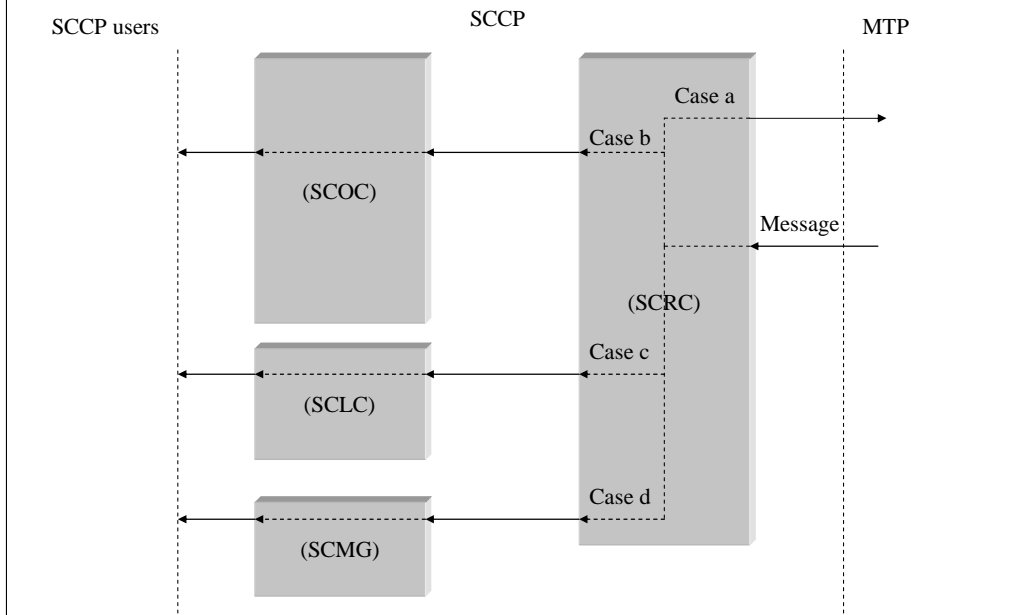 SCCP users
SCCP
MTP
Case a
Case b
(SCOC)
Message
(SCRC)
Case c
(SCLC)
Case d
(SCMG)